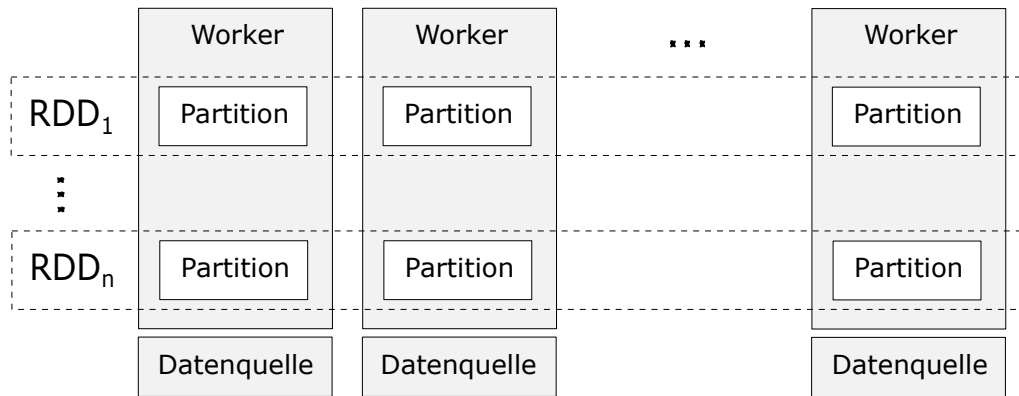 Worker Worker ... Worker
RDD1 Partition Partition Partition
...
RDDn Partition Partition Partition
Datenquelle Datenquelle Datenquelle